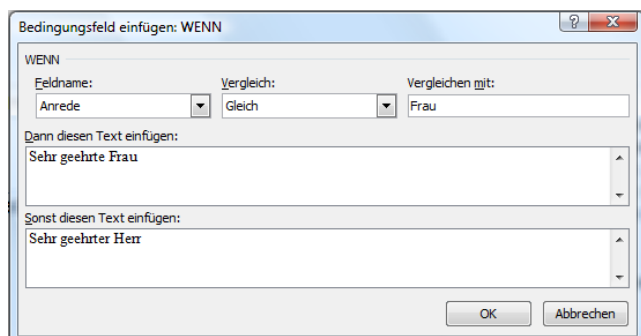 Bedingungsfeld einfügen: WENN
WENN
Feldname: Vergleich: Vergleichen mit:
Anrede Gleich Frau
Dann diesen Text einfügen:
Sehr geehrte Frau
Sonst diesen Text einfügen:
Sehr geehrter Herr
OK Abbrechen